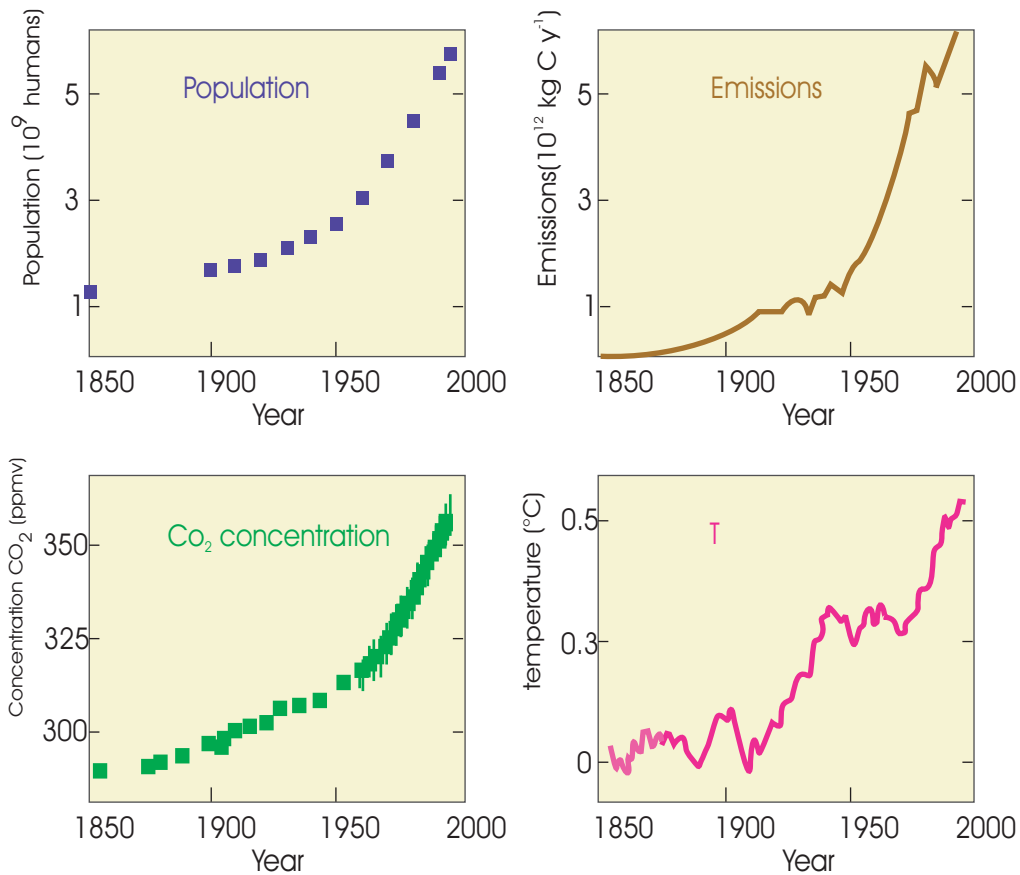 Population (10⁹ humans)
5
3
1
Population
1850 1900 1950 2000
Year
Emissions(10¹² kg C y⁻¹)
5
3
1
Emissions
1850 1900 1950 2000
Year
Concentration CO₂ (ppmv)
350
325
300
Co₂ concentration
1850 1900 1950 2000
Year
temperature (°C)
0.5
0.3
0
T
1850 1900 1950 2000
Year